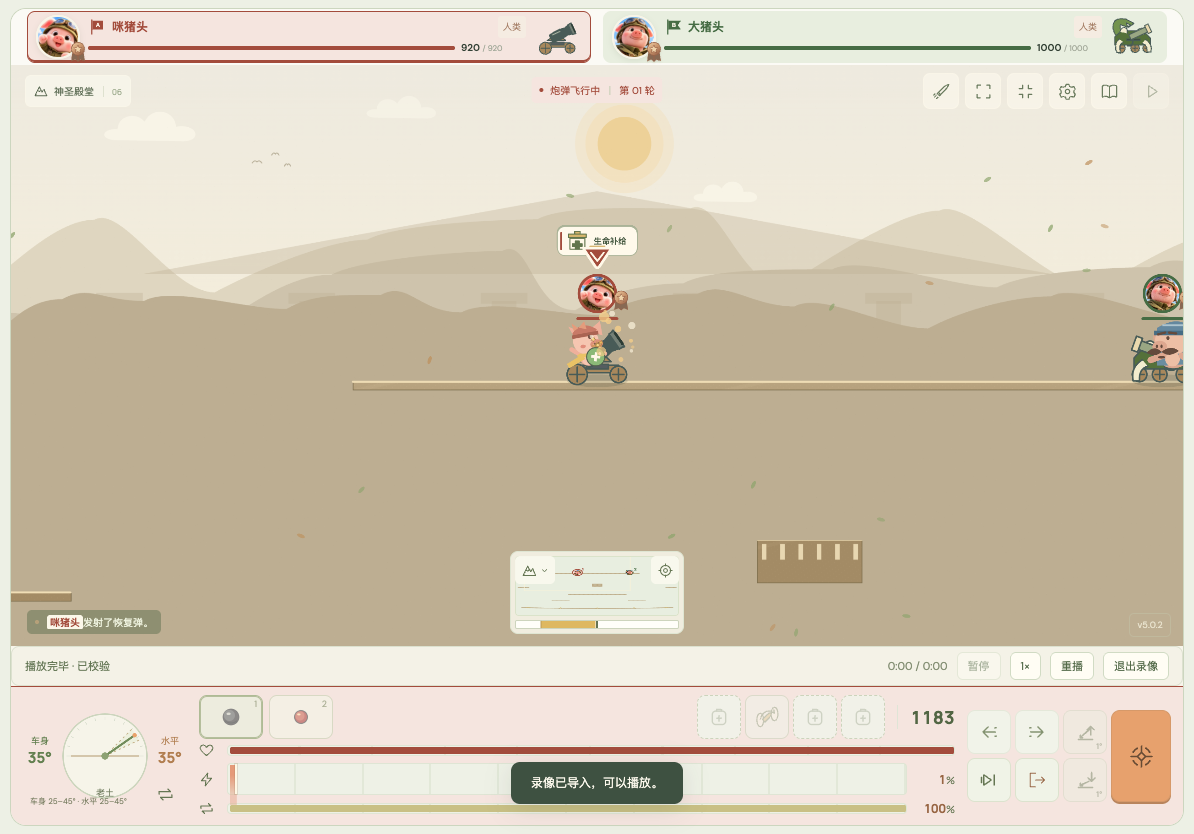 咪猪头
人类
920 / 920
大猪头
人类
1000 / 1000
神圣殿堂 06
炮弹飞行中 第 01 轮
生命补给
咪猪头发射了恢复弹。
v5.0.2
播放完毕 · 已校验
0:00 / 0:00
暂停
1×
重播
退出录像
1
2
1183
车身
35°
水平
35°
老土
车身 25–45° · 水平 25–45°
录像已导入，可以播放。
1%
100%
1°
1°